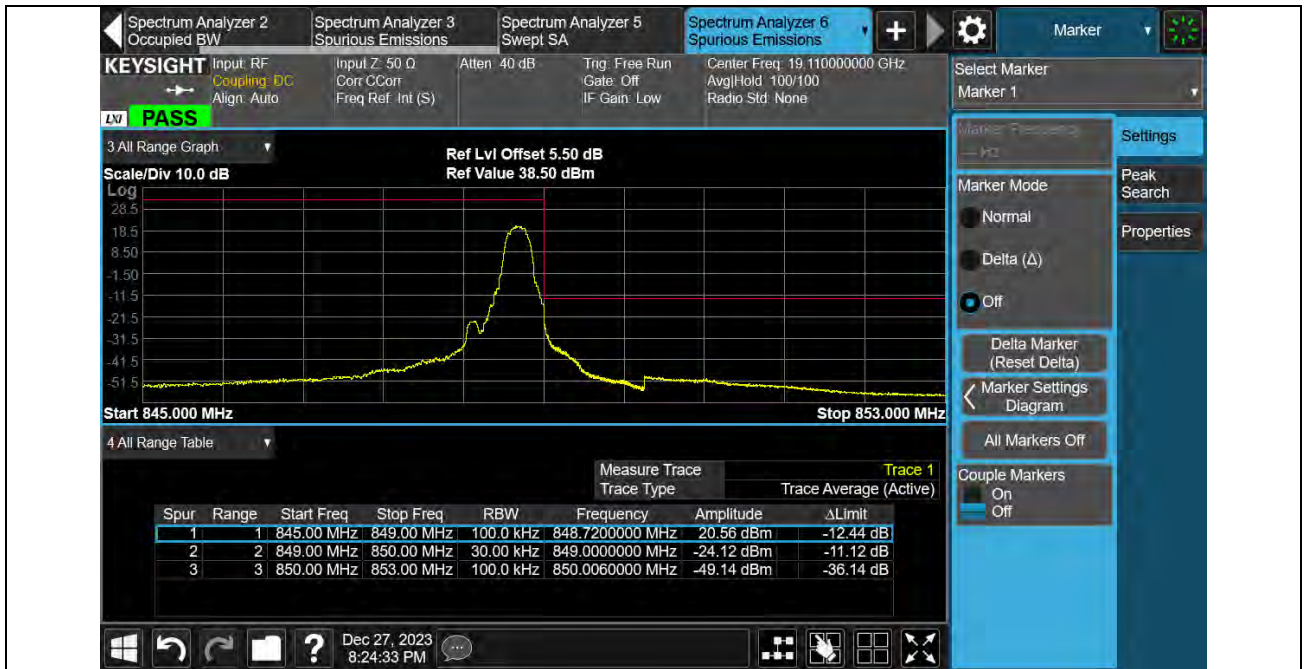 Spectrum Analyzer 2
Occupied BW
Spectrum Analyzer 3
Spurious Emissions
Spectrum Analyzer 5
Swept SA
Spectrum Analyzer 6
Spurious Emissions
Marker
KEYSIGHT
Input: RF
Coupling: DC
Align: Auto
Input Z: 50 Ω
Corr CCorr
Freq Ref: Int (S)
Atten: 40 dB
Trig: Free Run
Gate: Off
IF Gain: Low
Center Freq: 19.110000000 GHz
Avg|Hold: 100/100
Radio Std: None
LXI PASS
Select Marker
Marker 1
3 All Range Graph
Scale/Div 10.0 dB
Ref Lvl Offset 5.50 dB
Ref Value 38.50 dBm
Log
28.5
18.5
8.50
-1.50
-11.5
-21.5
-31.5
-41.5
-51.5
Start 845.000 MHz
Stop 853.000 MHz
4 All Range Table
Measure Trace Trace 1
Trace Type Trace Average (Active)
Spur Range Start Freq Stop Freq RBW Frequency Amplitude ΔLimit
1 1 845.00 MHz 849.00 MHz 100.0 kHz 848.7200000 MHz 20.56 dBm -12.44 dB
2 2 849.00 MHz 850.00 MHz 30.00 kHz 849.0000000 MHz -24.12 dBm -11.12 dB
3 3 850.00 MHz 853.00 MHz 100.0 kHz 850.0060000 MHz -49.14 dBm -36.14 dB
Marker Frequency
--- Hz
Marker Mode
Normal
Delta (Δ)
Off
Delta Marker
(Reset Delta)
Marker Settings
Diagram
All Markers Off
Couple Markers
On
Off
Settings
Peak
Search
Properties
?
Dec 27, 2023
8:24:33 PM